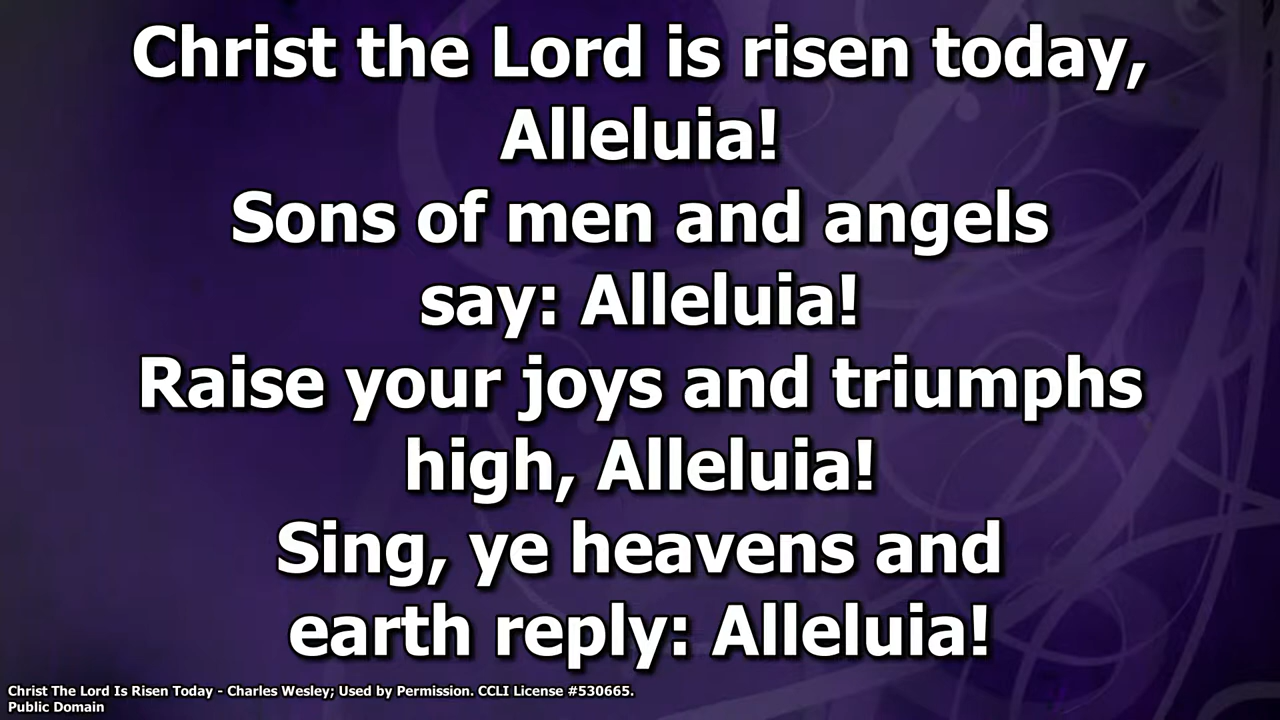 Christ the Lord is risen today,
Alleluia!
Sons of men and angels
say: Alleluia!
Raise your joys and triumphs
high, Alleluia!
Sing, ye heavens and
earth reply: Alleluia!
Christ The Lord Is Risen Today - Charles Wesley; Used by Permission. CCLI License #530665.
Public Domain